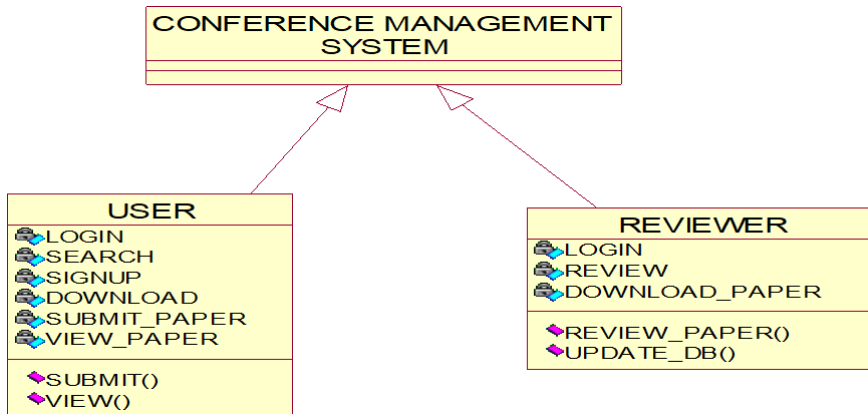 CONFERENCE MANAGEMENT
SYSTEM
USER
LOGIN
SEARCH
SIGNUP
DOWNLOAD
SUBMIT_PAPER
VIEW_PAPER
SUBMIT()
VIEW()
REVIEWER
LOGIN
REVIEW
DOWNLOAD_PAPER
REVIEW_PAPER()
UPDATE_DB()